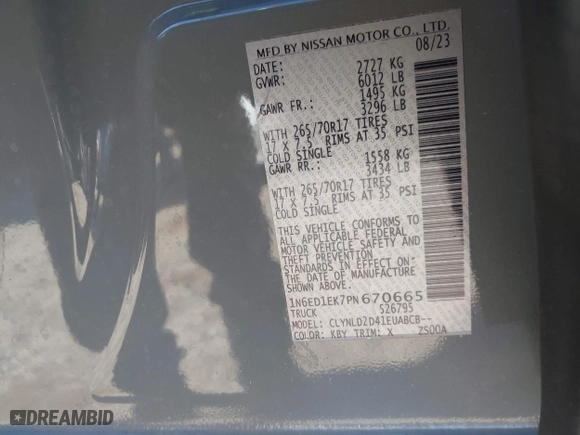 MFD BY NISSAN MOTOR CO., LTD.
DATE: 08/23
GVWR: 2727 KG
6012 LB
GAWR FR.: 1495 KG
3296 LB
WITH 265/70R17 TIRES
17 X 7.5 RIMS AT 35 PSI
COLD SINGLE
GAWR RR.: 1558 KG
3434 LB
WITH 265/70R17 TIRES
17 X 7.5 RIMS AT 35 PSI
COLD SINGLE
THIS VEHICLE CONFORMS TO
ALL APPLICABLE FEDERAL
MOTOR VEHICLE SAFETY AND
THEFT PREVENTION
STANDARDS IN EFFECT ON
THE DATE OF MANUFACTURE
SHOWN ABOVE.
1N6ED1EK7PN670665
TRUCK S26795
MODEL: CLYNLD2D41EUABCB--
COLOR: KBY TRIM: X ZS00A
DREAMBID